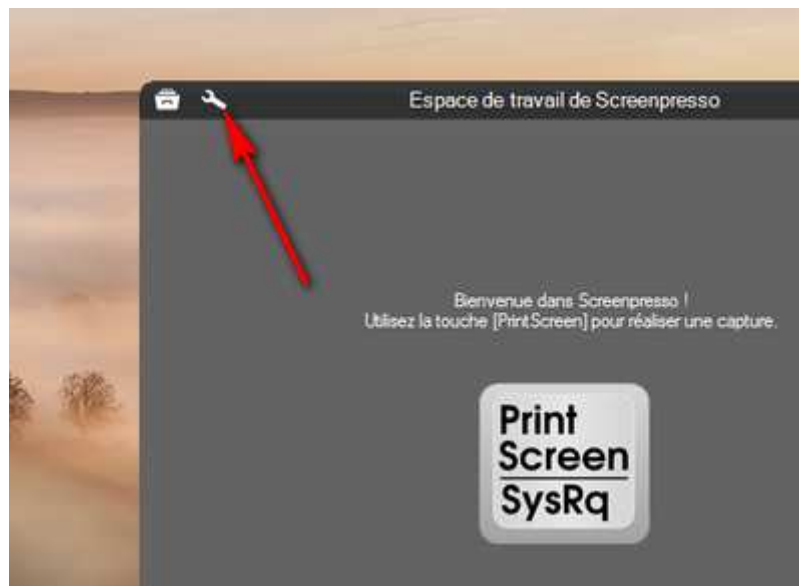 Espace de travail de Screenpresso
Bienvenue dans Screenpresso !
Utilisez la touche [PrintScreen] pour réaliser une capture.
Print
Screen
SysRq